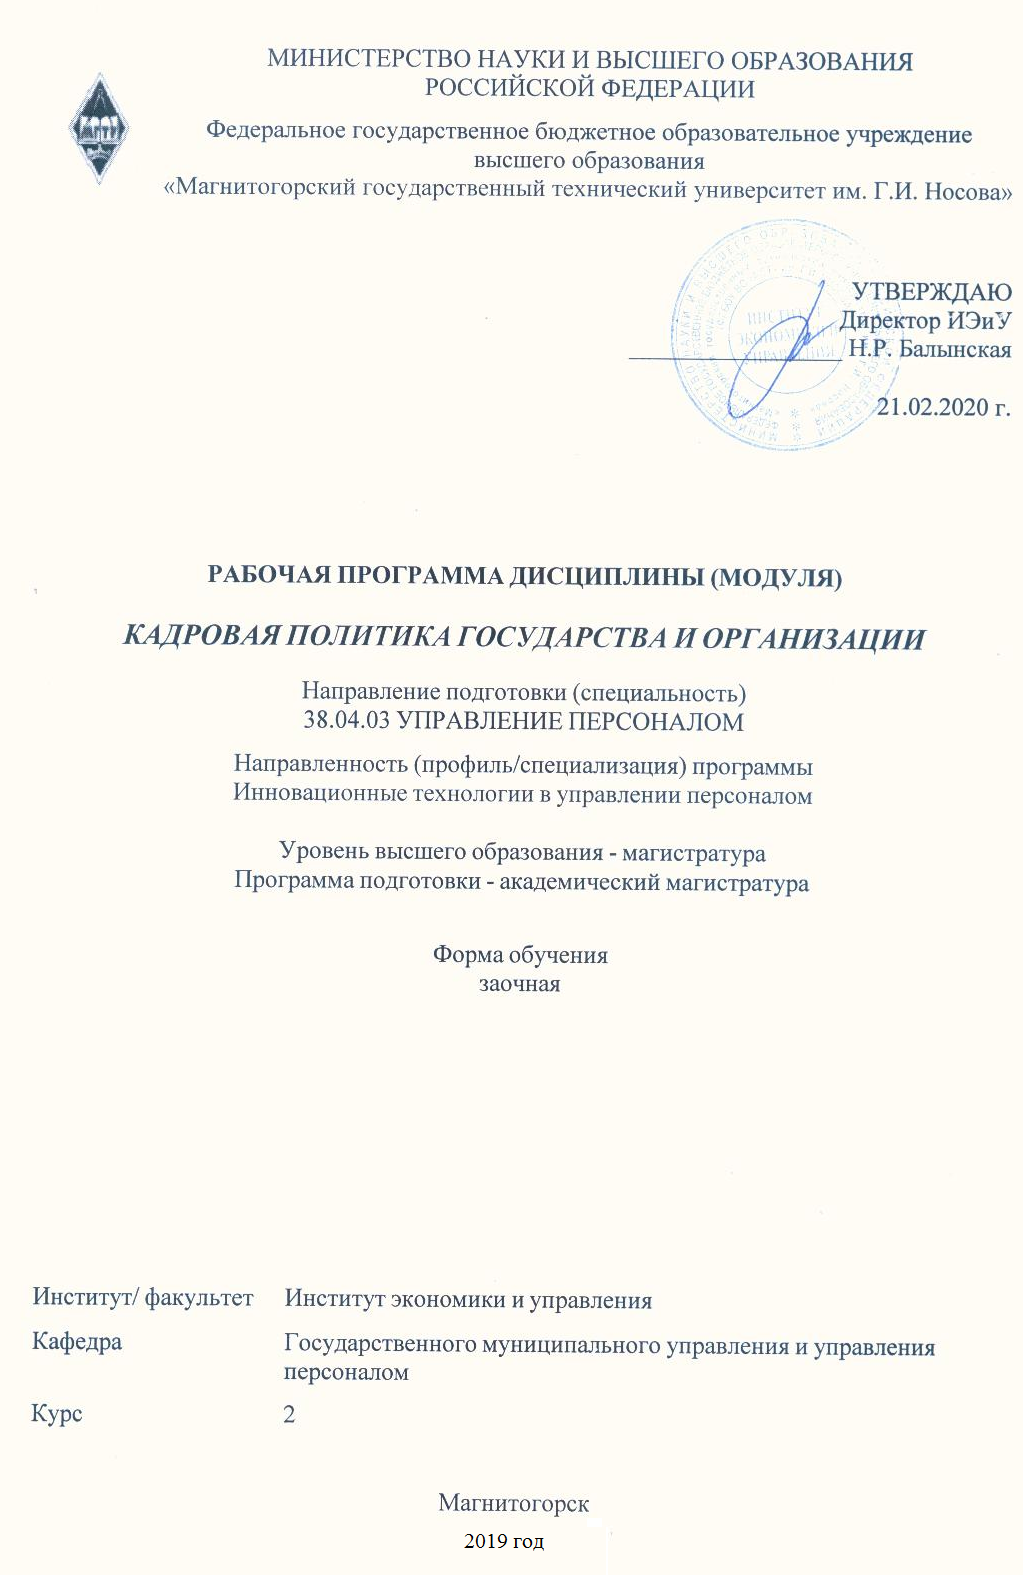 МИНИСТЕРСТВО НАУКИ И ВЫСШЕГО ОБРАЗОВАНИЯ
РОССИЙСКОЙ ФЕДЕРАЦИИ
Федеральное государственное бюджетное образовательное учреждение
высшего образования
«Магнитогорский государственный технический университет им. Г.И. Носова»
МГТУ
УТВЕРЖДАЮ
Директор ИЭиУ
Н.Р. Балынская
21.02.2020 г.
ИНСТИТУТ
ЭКОНОМИКИ И
УПРАВЛЕНИЯ
РАБОЧАЯ ПРОГРАММА ДИСЦИПЛИНЫ (МОДУЛЯ)
КАДРОВАЯ ПОЛИТИКА ГОСУДАРСТВА И ОРГАНИЗАЦИИ
Направление подготовки (специальность)
38.04.03 УПРАВЛЕНИЕ ПЕРСОНАЛОМ
Направленность (профиль/специализация) программы
Инновационные технологии в управлении персоналом
Уровень высшего образования - магистратура
Программа подготовки - академический магистратура
Форма обучения
заочная
Институт/ факультет Институт экономики и управления
Кафедра Государственного муниципального управления и управления
персоналом
Курс 2
Магнитогорск
2019 год